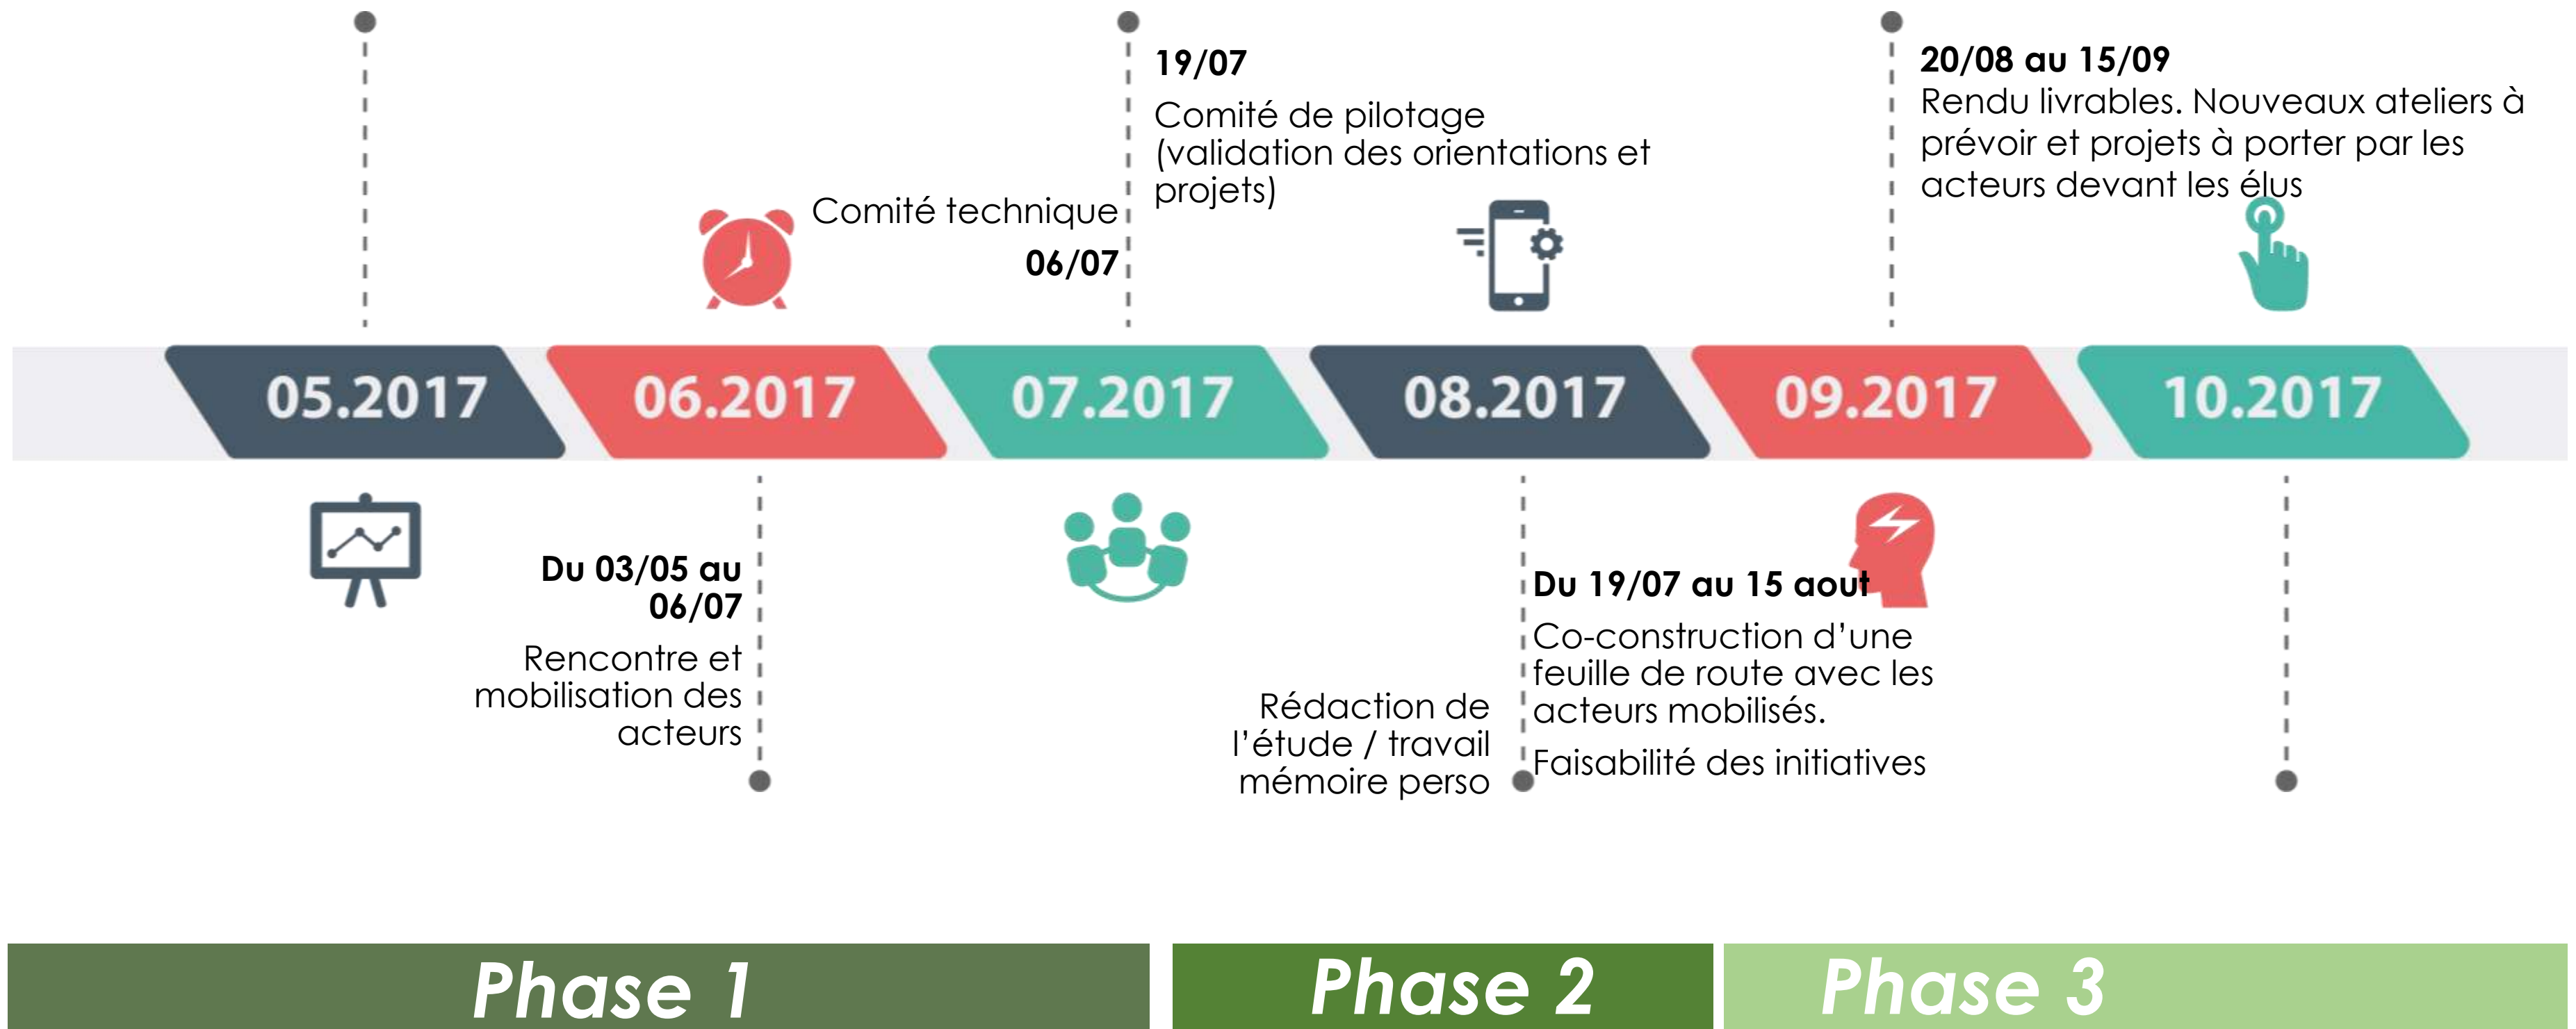 19/07
Comité de pilotage
(validation des orientations et
projets)
20/08 au 15/09
Rendu livrables. Nouveaux ateliers à
prévoir et projets à porter par les
acteurs devant les élus
Comité technique
06/07
05.2017
06.2017
07.2017
08.2017
09.2017
10.2017
Du 03/05 au
06/07
Rencontre et
mobilisation des
acteurs
Rédaction de
l’étude / travail
mémoire perso
Du 19/07 au 15 aout
Co-construction d’une
feuille de route avec les
acteurs mobilisés.
Faisabilité des initiatives
Phase 1
Phase 2
Phase 3